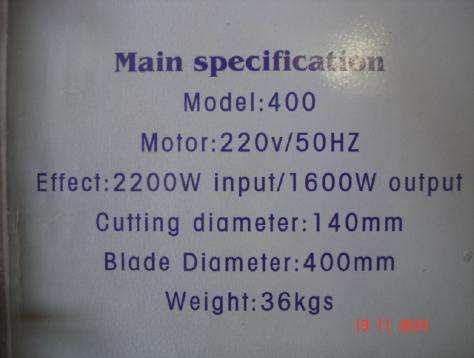 Main specification
Model:400
Motor:220v/50HZ
Effect:2200W input/1600W output
Cutting diameter:140mm
Blade Diameter:400mm
Weight:36kgs